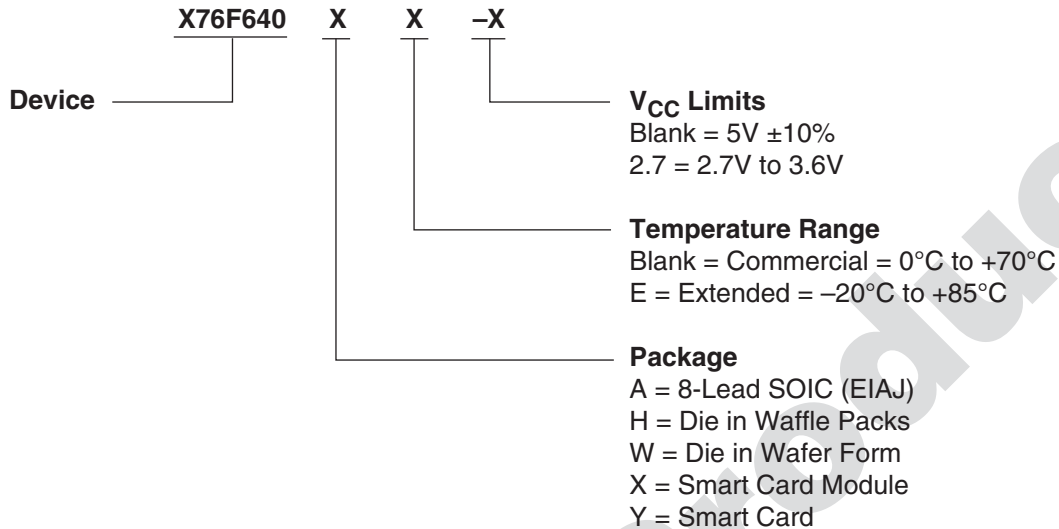 X76F640 X X –X
Device
VCC Limits
Blank = 5V ±10%
2.7 = 2.7V to 3.6V
Temperature Range
Blank = Commercial = 0°C to +70°C
E = Extended = –20°C to +85°C
Package
A = 8-Lead SOIC (EIAJ)
H = Die in Waffle Packs
W = Die in Wafer Form
X = Smart Card Module
Y = Smart Card